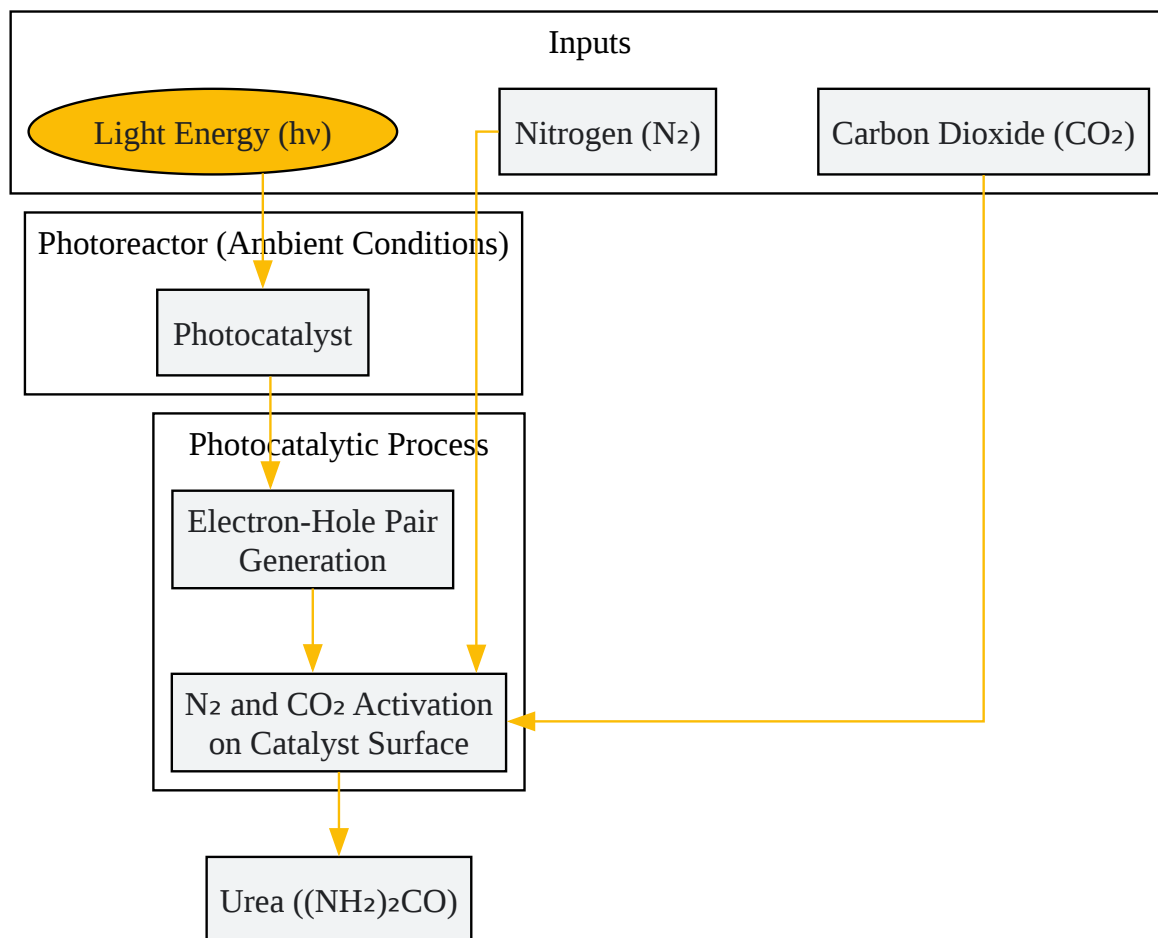 Inputs
Light Energy (hν)
Nitrogen (N₂)
Carbon Dioxide (CO₂)
Photoreactor (Ambient Conditions)
Photocatalyst
Photocatalytic Process
Electron-Hole Pair
Generation
N₂ and CO₂ Activation
on Catalyst Surface
Urea ((NH₂)₂CO)